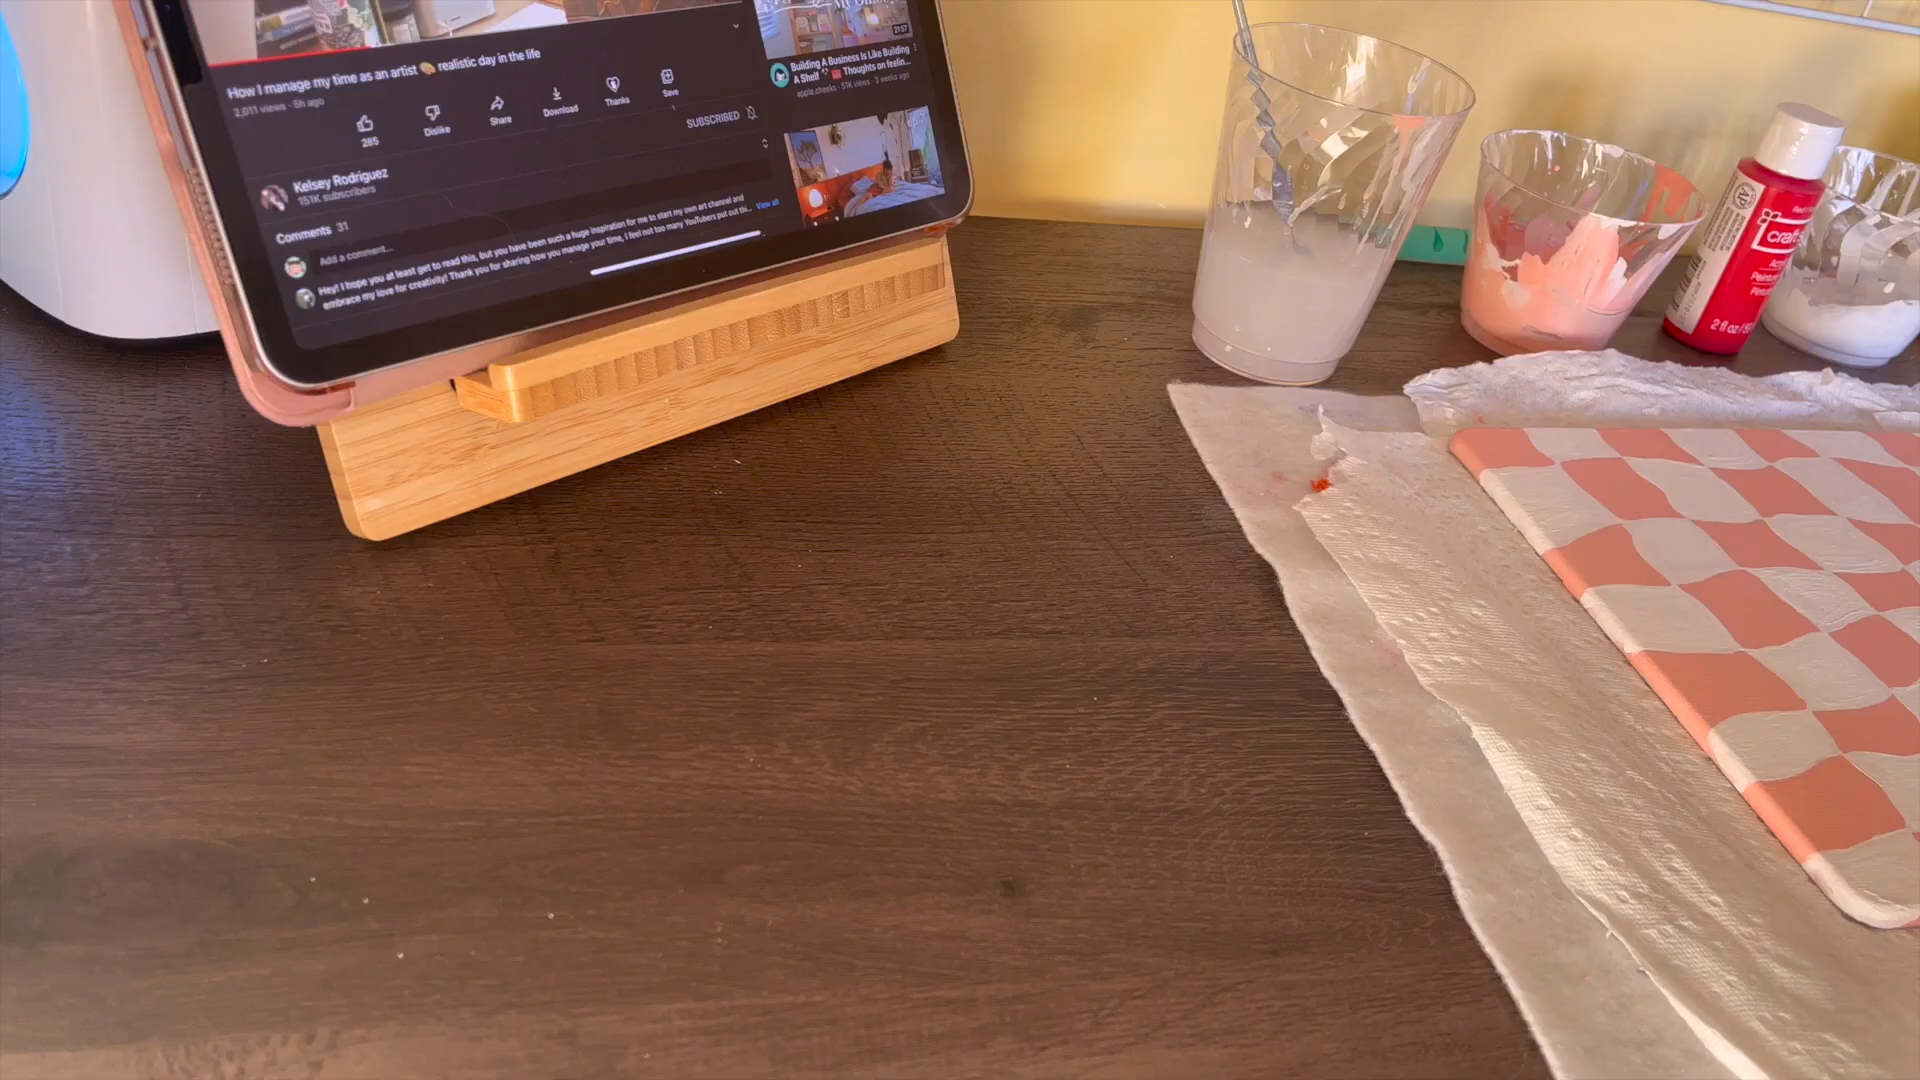 How I manage my time as an artist 🎨 realistic day in the life
2,011 views · 5h ago
285
Dislike
Share
Download
Thanks
Save
SUBSCRIBED
Kelsey Rodriguez
151K subscribers
Comments 31
Add a comment...
Hey! I hope you at least get to read this, but you have been such a huge inspiration for me to start my own art channel and
embrace my love for creativity! Thank you for sharing how you manage your time, I feel not too many YouTubers put out thi...
View all
21:57
Building A Business Is Like Building
A Shelf Thoughts on feelin...
apple.cheeks · 51K views · 3 weeks ago
AP
craft
2 fl oz/